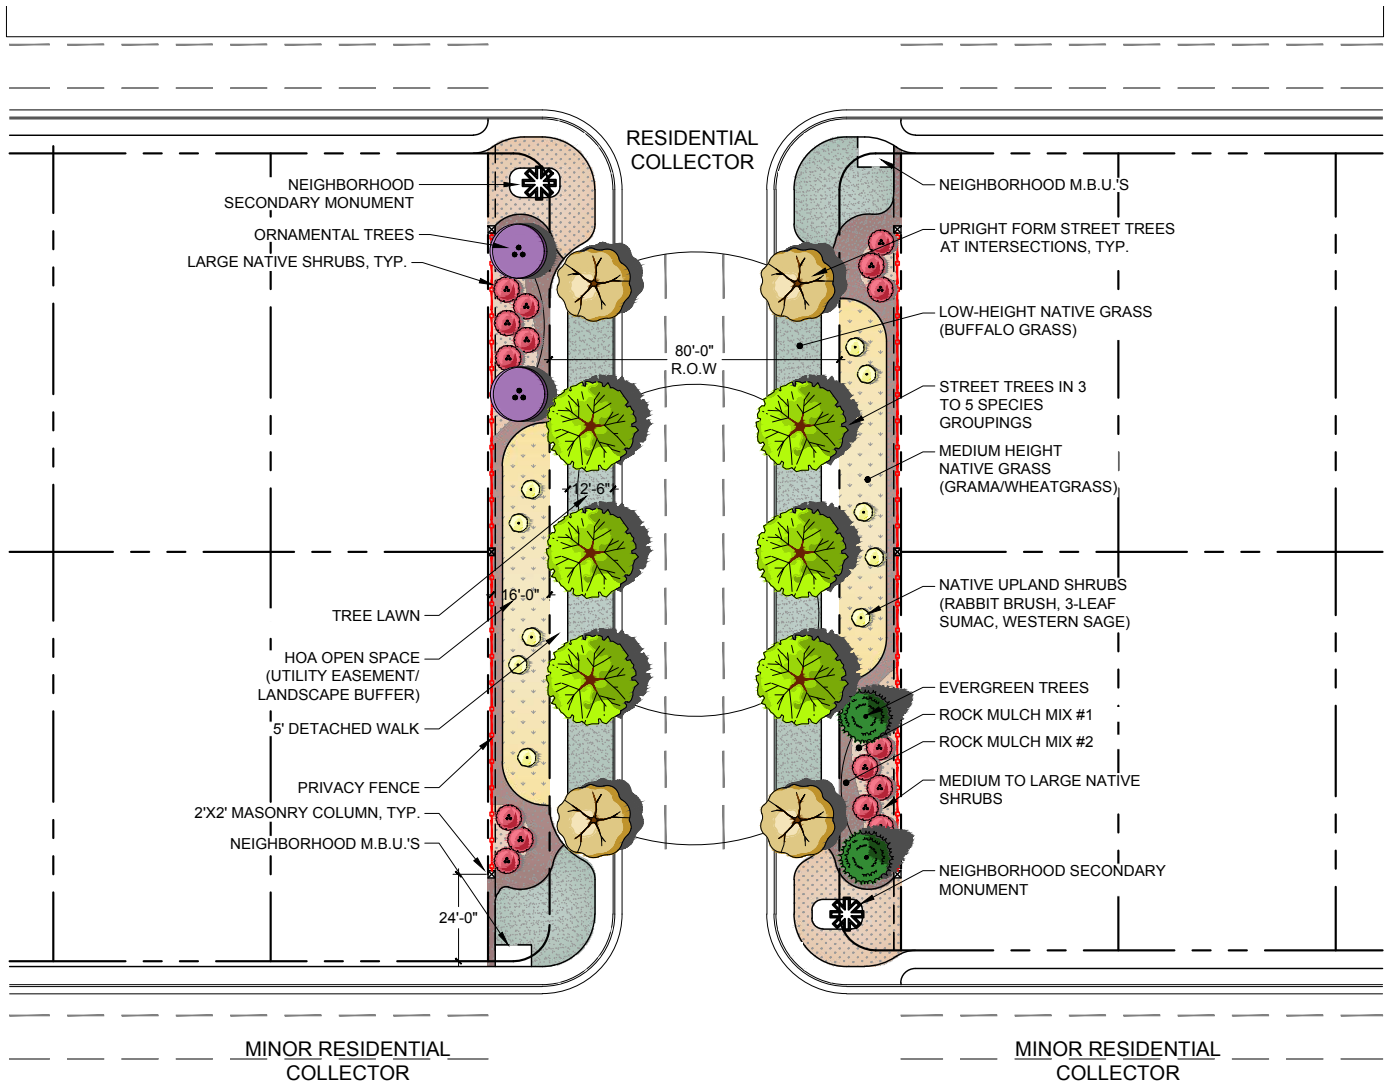 RESIDENTIAL
COLLECTOR
NEIGHBORHOOD
SECONDARY MONUMENT
ORNAMENTAL TREES
LARGE NATIVE SHRUBS, TYP.
80'-0"
R.O.W
12'-6"
16'-0"
TREE LAWN
HOA OPEN SPACE
(UTILITY EASEMENT/
LANDSCAPE BUFFER)
5' DETACHED WALK
PRIVACY FENCE
2'X2' MASONRY COLUMN, TYP.
NEIGHBORHOOD M.B.U.'S
24'-0"
NEIGHBORHOOD M.B.U.'S
UPRIGHT FORM STREET TREES
AT INTERSECTIONS, TYP.
LOW-HEIGHT NATIVE GRASS
(BUFFALO GRASS)
STREET TREES IN 3
TO 5 SPECIES
GROUPINGS
MEDIUM HEIGHT
NATIVE GRASS
(GRAMA/WHEATGRASS)
NATIVE UPLAND SHRUBS
(RABBIT BRUSH, 3-LEAF
SUMAC, WESTERN SAGE)
EVERGREEN TREES
ROCK MULCH MIX #1
ROCK MULCH MIX #2
MEDIUM TO LARGE NATIVE
SHRUBS
NEIGHBORHOOD SECONDARY
MONUMENT
MINOR RESIDENTIAL
COLLECTOR
MINOR RESIDENTIAL
COLLECTOR